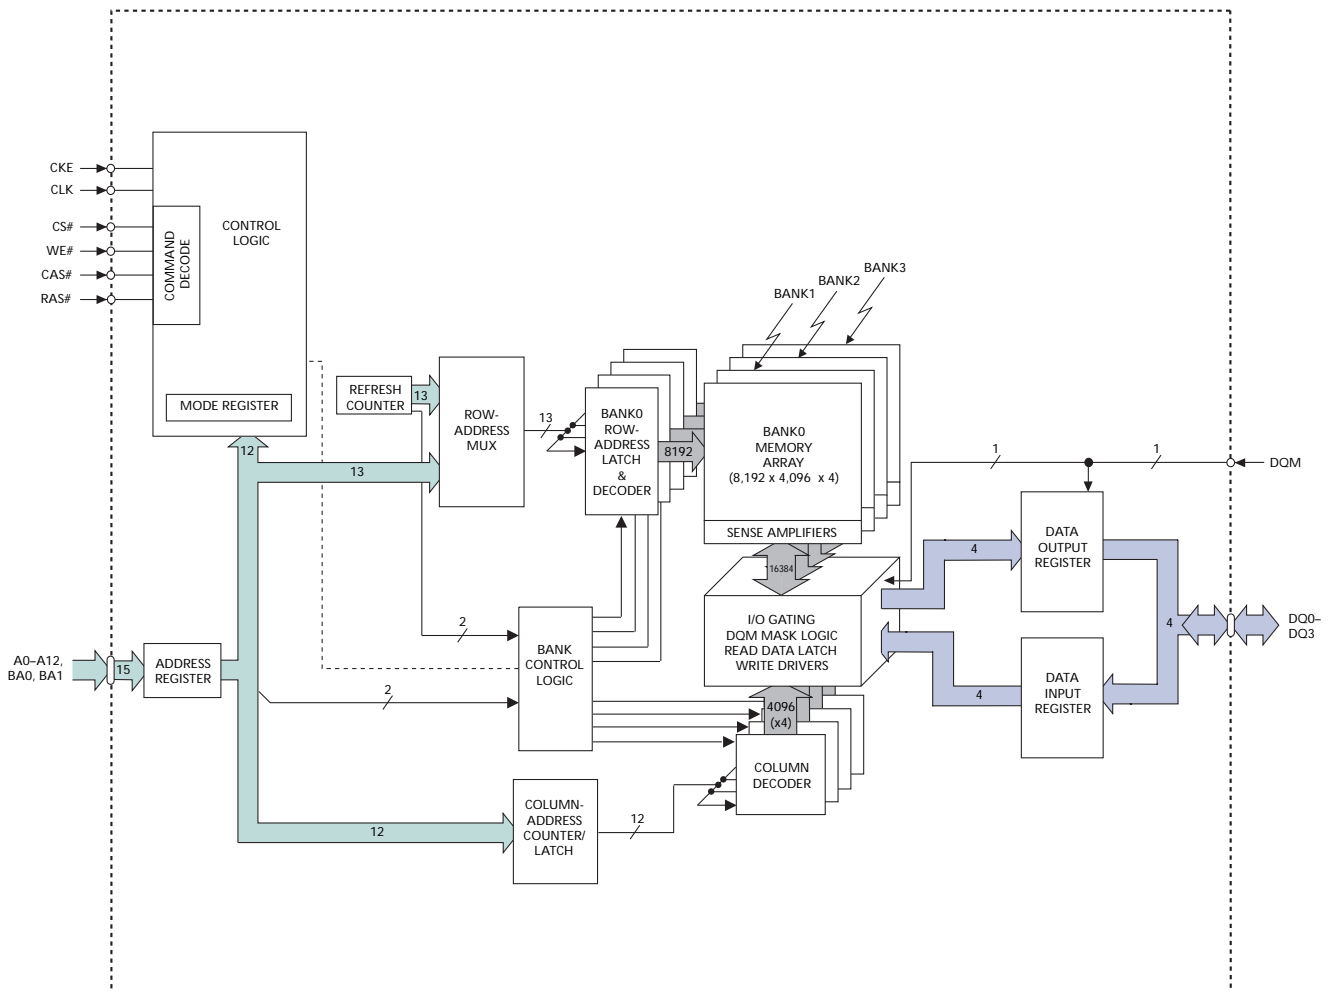 CKE
CLK
CS#
WE#
CAS#
RAS#
COMMAND
DECODE
CONTROL
LOGIC
MODE REGISTER
12
REFRESH
COUNTER
13
13
ROW-
ADDRESS
MUX
13
BANK0
ROW-
ADDRESS
LATCH
&
DECODER
8192
BANK1
BANK2
BANK3
BANK0
MEMORY
ARRAY
(8,192 x 4,096 x 4)
SENSE AMPLIFIERS
16384
I/O GATING
DQM MASK LOGIC
READ DATA LATCH
WRITE DRIVERS
1
1
DQM
4
DATA
OUTPUT
REGISTER
4
DQ0–
DQ3
4
DATA
INPUT
REGISTER
A0–A12,
BA0, BA1
15
ADDRESS
REGISTER
2
2
BANK
CONTROL
LOGIC
4096
(x4)
COLUMN
DECODER
12
COLUMN-
ADDRESS
COUNTER/
LATCH
12